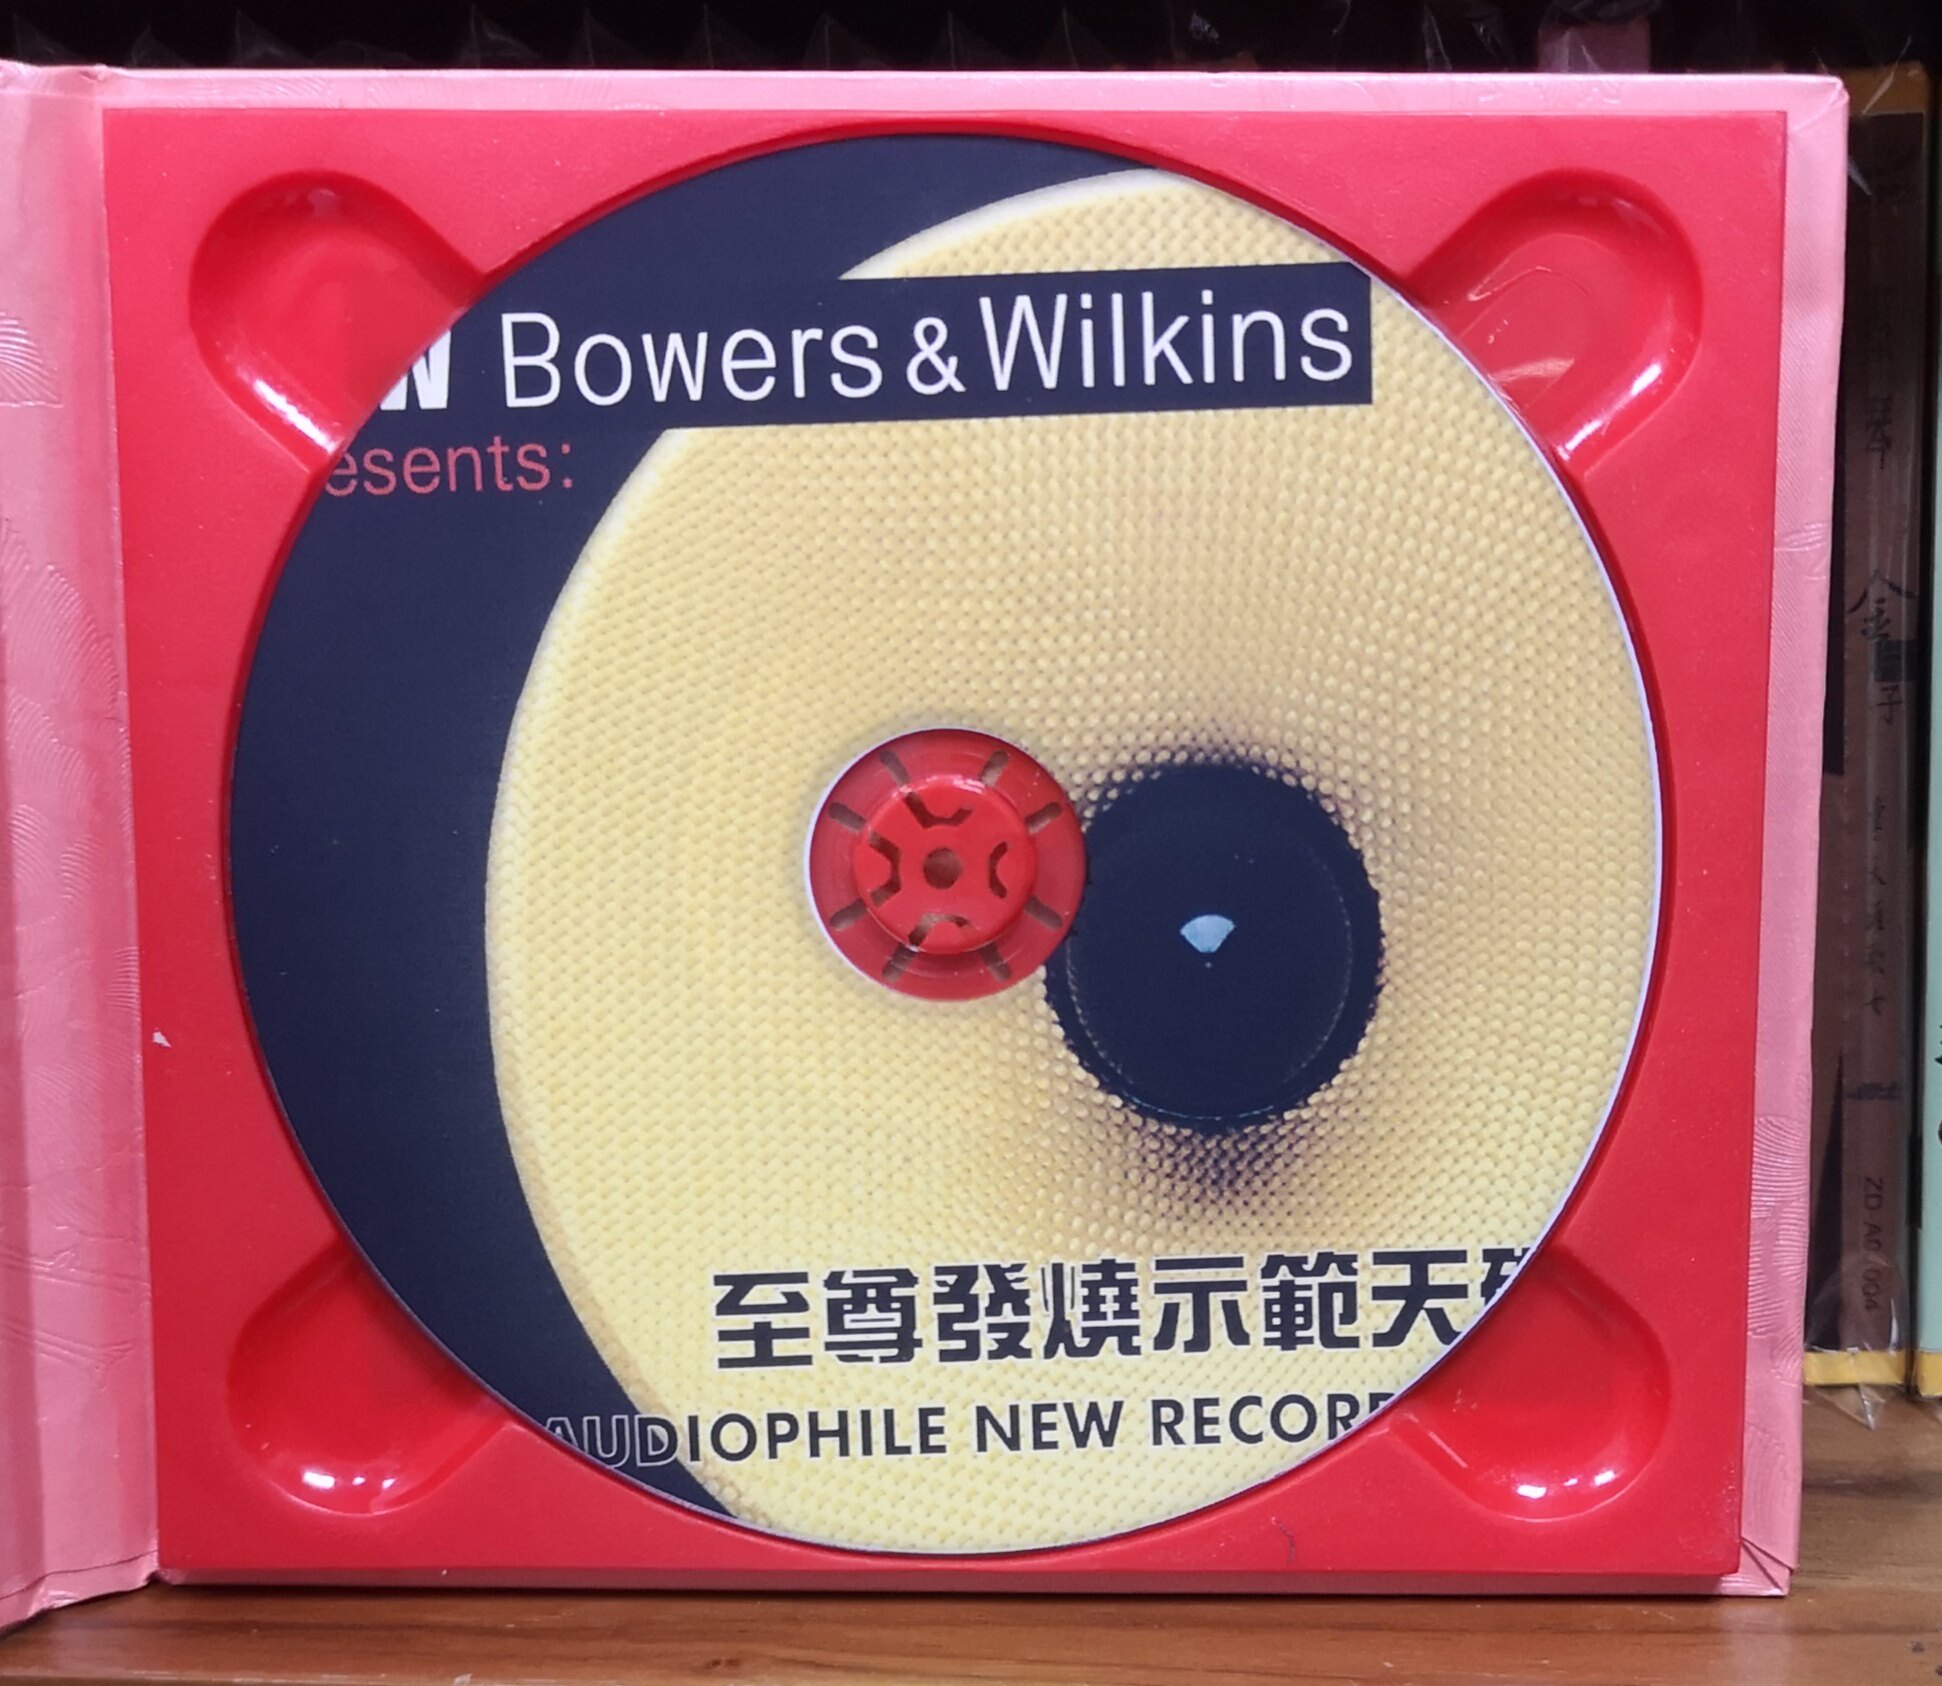 W Bowers & Wilkins
esents:
至尊發燒示範天
AUDIOPHILE NEW RECOR